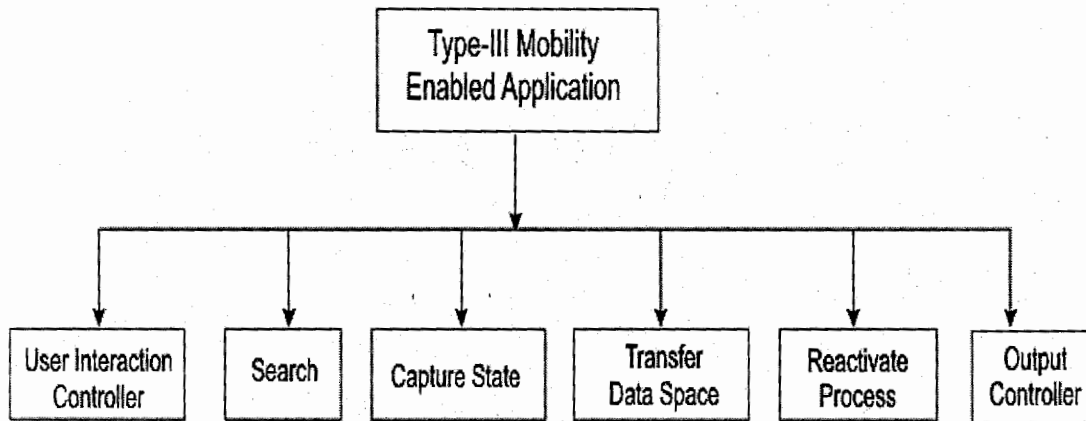 Type-III Mobility
Enabled Application
User Interaction
Controller
Search
Capture State
Transfer
Data Space
Reactivate
Process
Output
Controller